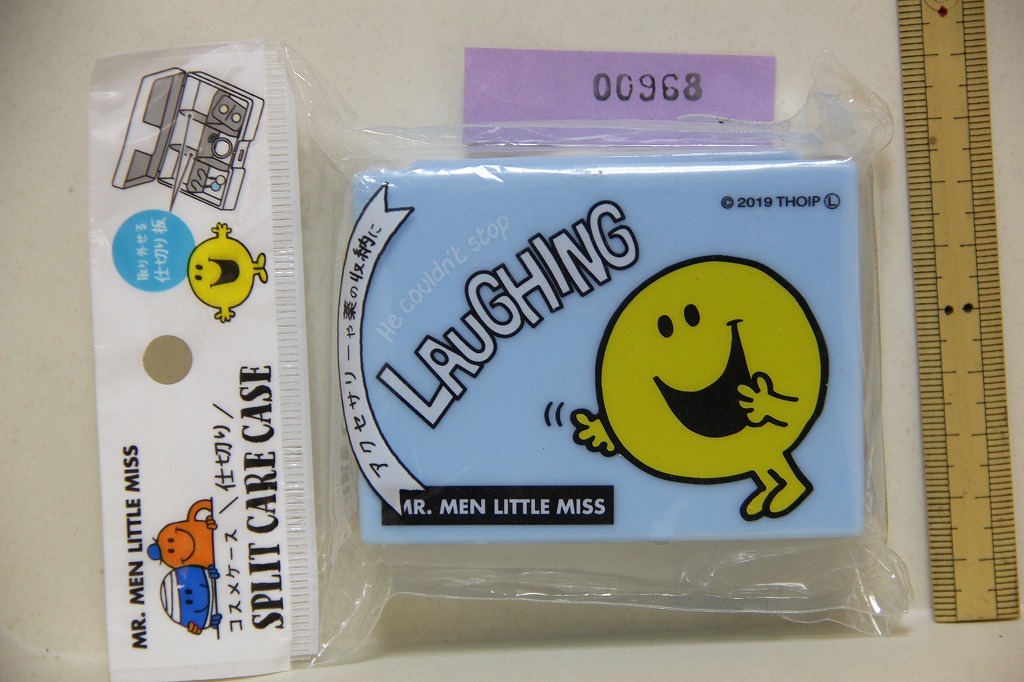 00968
取り外せる
仕切り板
MR. MEN LITTLE MISS
コスメケース ＼仕切り／
SPLIT CARE CASE
アクセサリーや薬の収納に
He couldn't stop
LAUGHING
© 2019 THOIP Ⓛ
MR. MEN LITTLE MISS